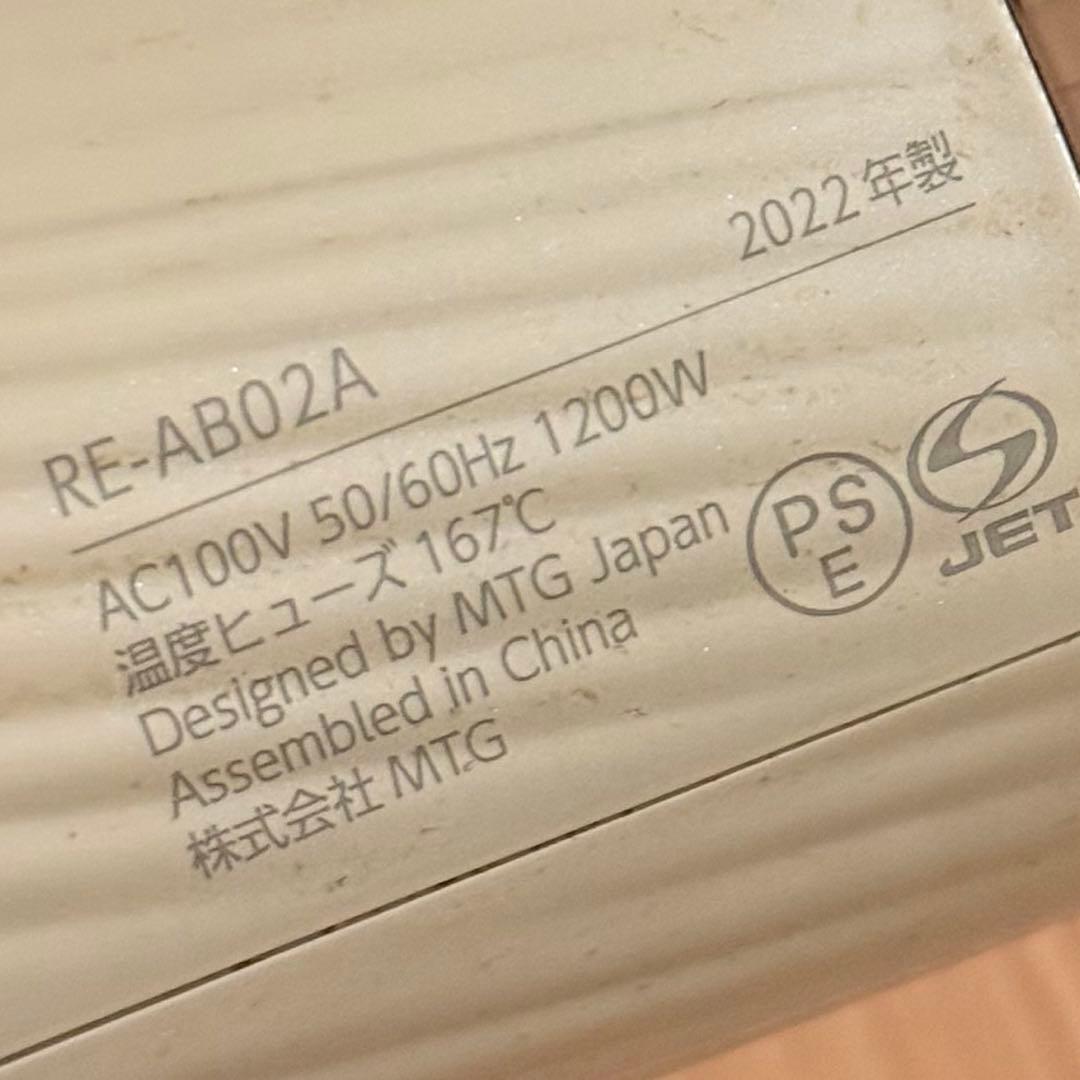 RE-AB02A 2022年製
AC100V 50/60Hz 1200W
温度ヒューズ 167℃
Designed by MTG Japan
Assembled in China
株式会社 MTG
PS
E
JET